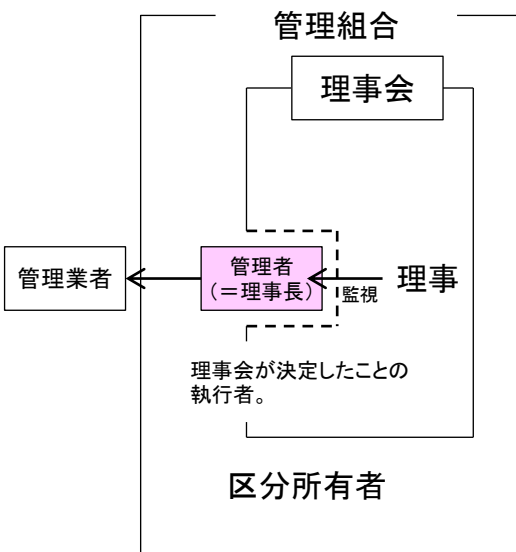 管理組合
理事会
管理業者
管理者
(=理事長)
監視
理事
理事会が決定したことの
執行者。
区分所有者